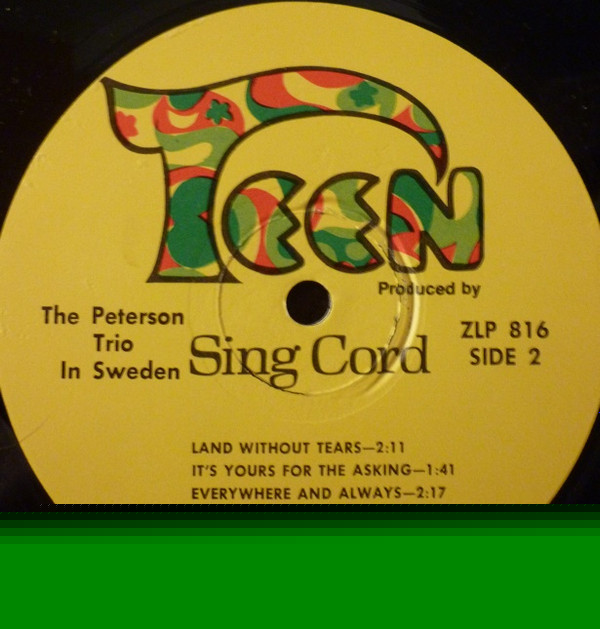 TEEN
Produced by
The Peterson
Trio
In Sweden
Sing Cord
ZLP 816
SIDE 2
LAND WITHOUT TEARS—2:11
IT'S YOURS FOR THE ASKING—1:41
EVERYWHERE AND ALWAYS—2:17